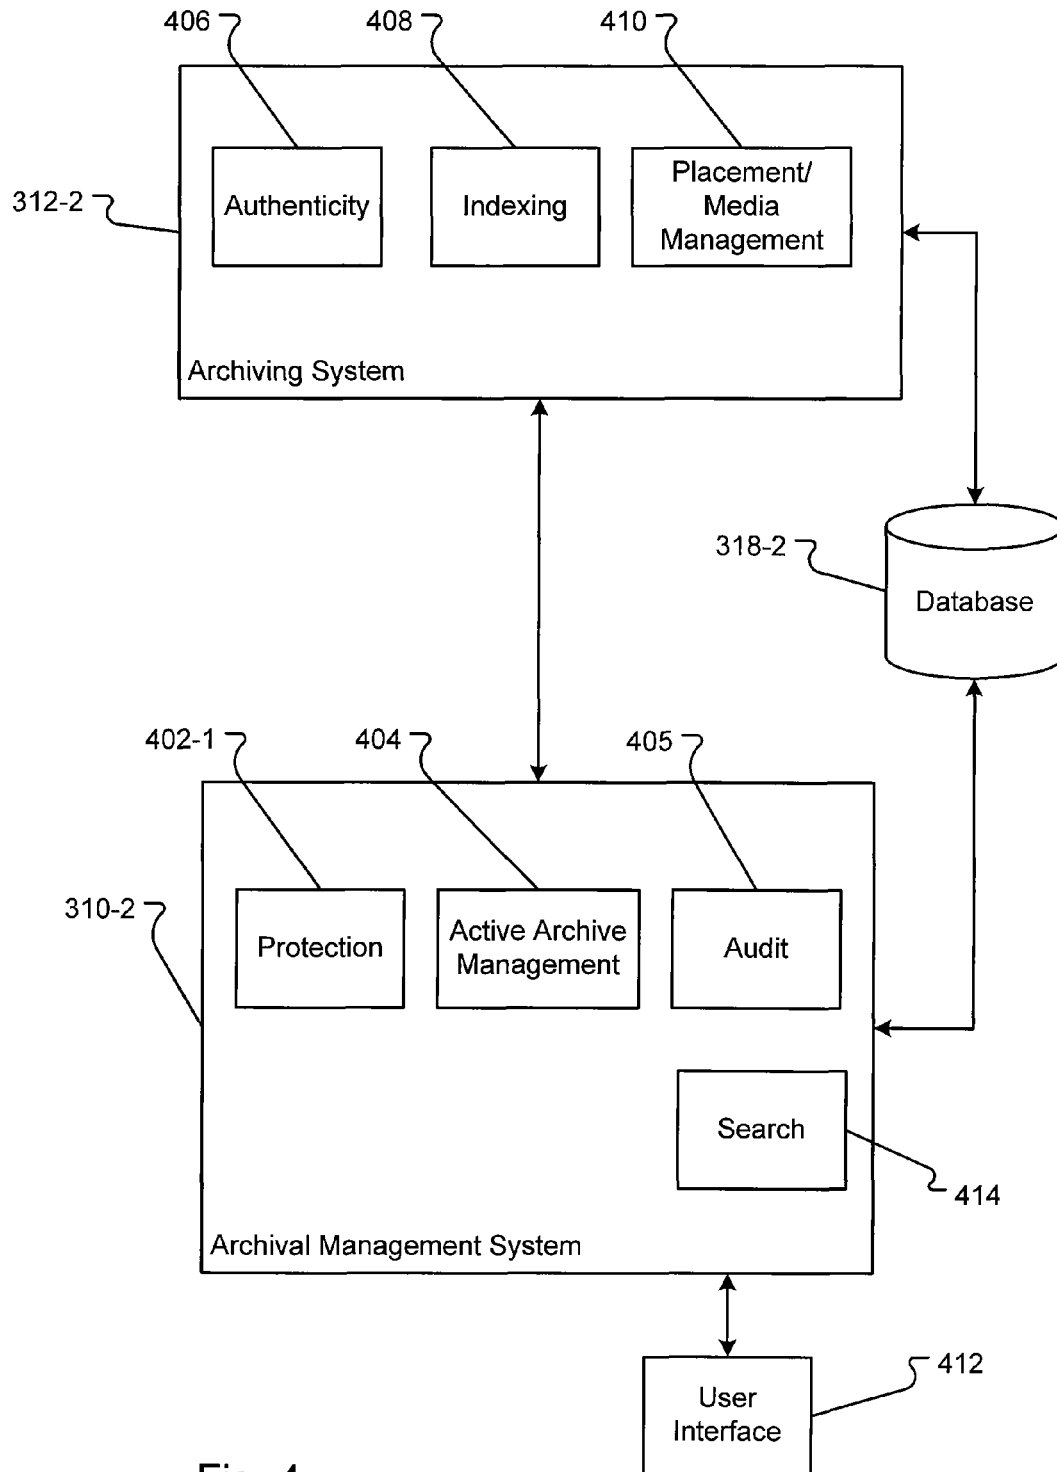 406
408
410
312-2
Authenticity
Indexing
Placement/
Media
Management
Archiving System
318-2
Database
402-1
404
405
310-2
Protection
Active Archive
Management
Audit
Search
414
Archival Management System
412
User
Interface